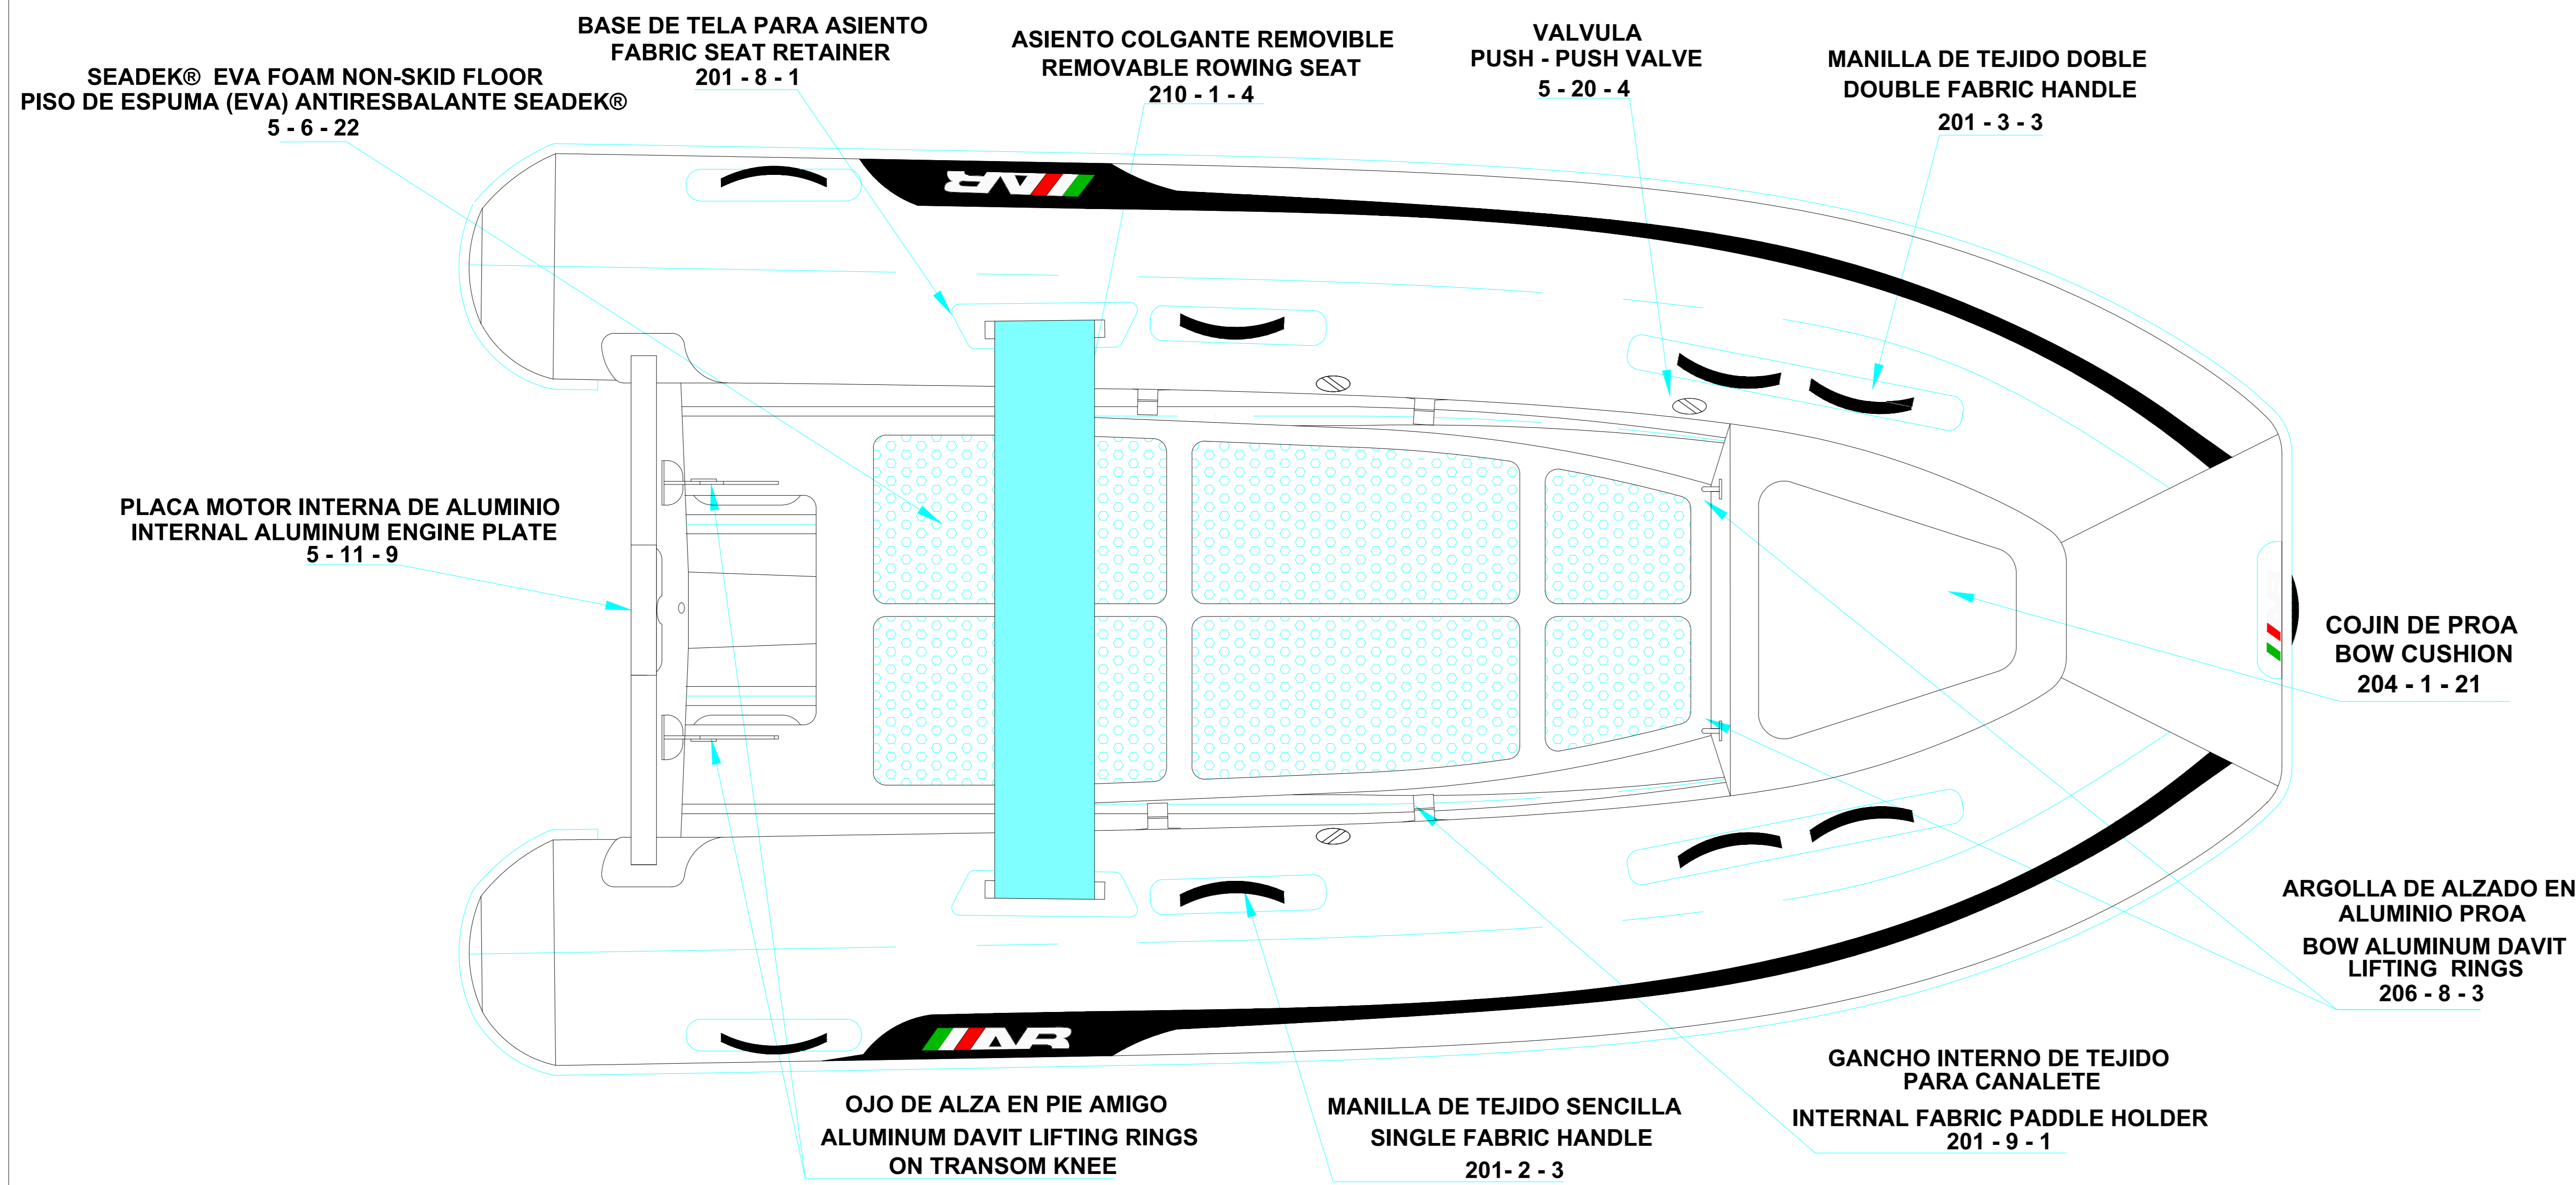 BASE DE TELA PARA ASIENTO
FABRIC SEAT RETAINER
201 - 8 - 1
ASIENTO COLGANTE REMOVIBLE
REMOVABLE ROWING SEAT
210 - 1 - 4
VALVULA
PUSH - PUSH VALVE
5 - 20 - 4
MANILLA DE TEJIDO DOBLE
DOUBLE FABRIC HANDLE
201 - 3 - 3
SEADEK® EVA FOAM NON-SKID FLOOR
PISO DE ESPUMA (EVA) ANTIRESBALANTE SEADEK®
5 - 6 - 22
AR
PLACA MOTOR INTERNA DE ALUMINIO
INTERNAL ALUMINUM ENGINE PLATE
5 - 11 - 9
COJIN DE PROA
BOW CUSHION
204 - 1 - 21
ARGOLLA DE ALZADO EN
ALUMINIO PROA
BOW ALUMINUM DAVIT
LIFTING RINGS
206 - 8 - 3
AR
OJO DE ALZA EN PIE AMIGO
ALUMINUM DAVIT LIFTING RINGS
ON TRANSOM KNEE
MANILLA DE TEJIDO SENCILLA
SINGLE FABRIC HANDLE
201- 2 - 3
GANCHO INTERNO DE TEJIDO
PARA CANALETE
INTERNAL FABRIC PADDLE HOLDER
201 - 9 - 1